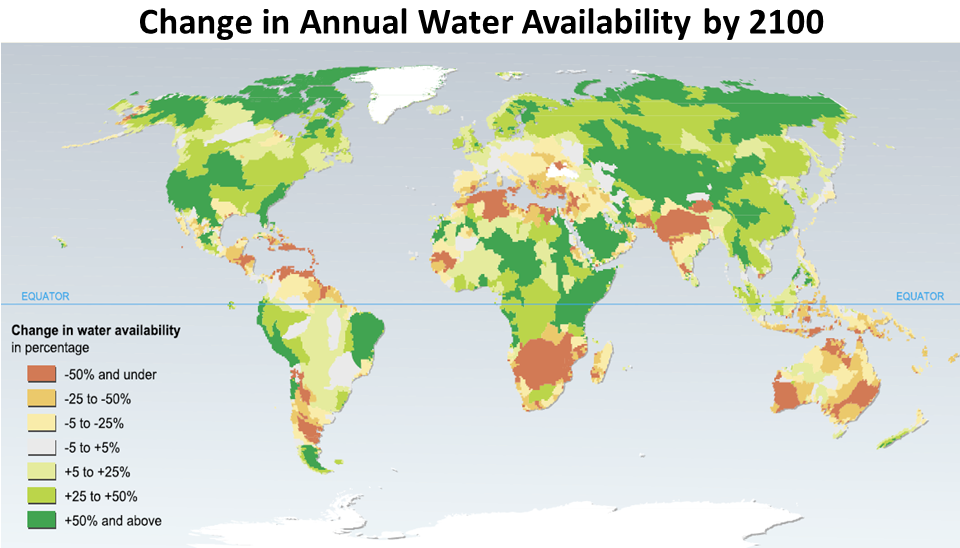 Change in Annual Water Availability by 2100
EQUATOR
EQUATOR
Change in water availability
in percentage
-50% and under
-25 to -50%
-5 to -25%
-5 to +5%
+5 to +25%
+25 to +50%
+50% and above